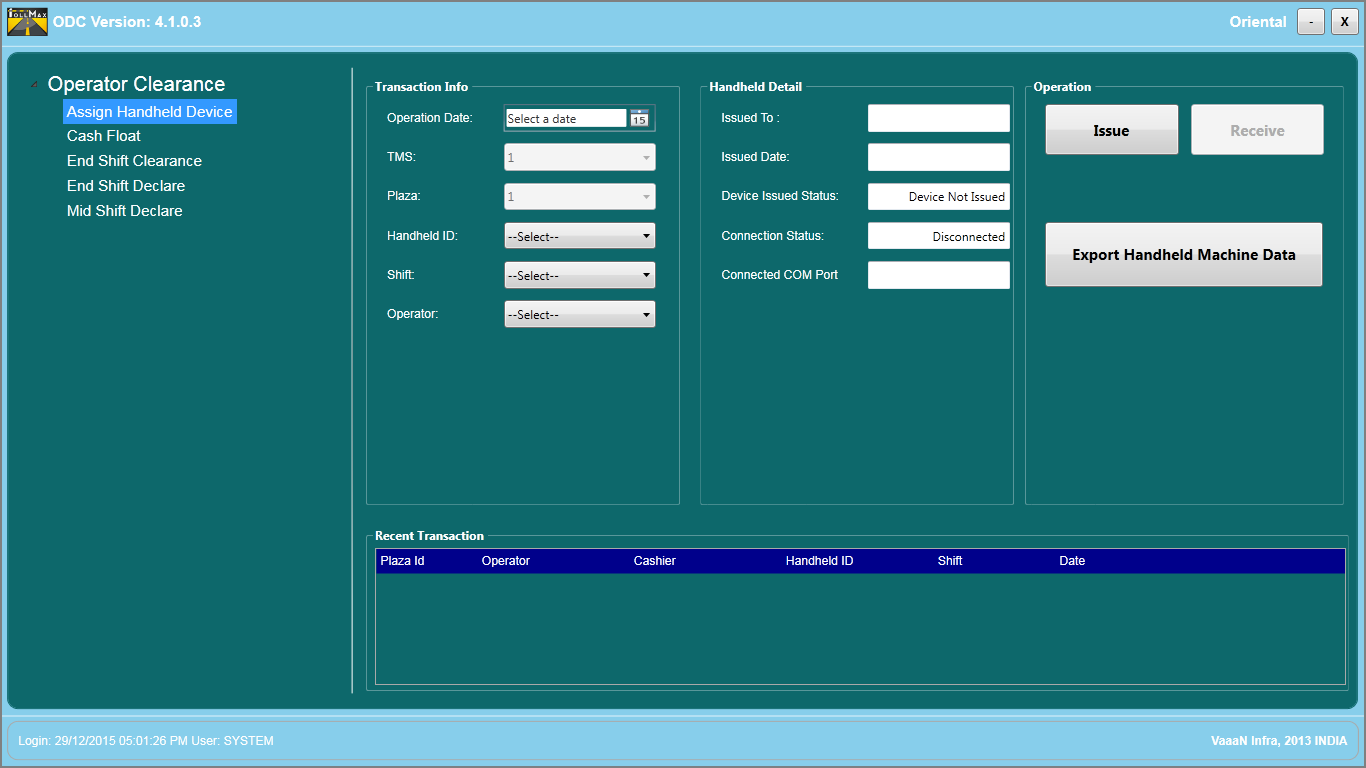 TOLLMAX
ODC Version: 4.1.0.3
Oriental
-
X
Operator Clearance
Assign Handheld Device
Cash Float
End Shift Clearance
End Shift Declare
Mid Shift Declare
Transaction Info
Operation Date: Select a date 15
TMS: 1
Plaza: 1
Handheld ID: --Select--
Shift: --Select--
Operator: --Select--
Handheld Detail
Issued To :
Issued Date:
Device Issued Status: Device Not Issued
Connection Status: Disconnected
Connected COM Port
Operation
Issue Receive
Export Handheld Machine Data
Recent Transaction
Plaza Id Operator Cashier Handheld ID Shift Date
Login: 29/12/2015 05:01:26 PM User: SYSTEM
VaaaN Infra, 2013 INDIA